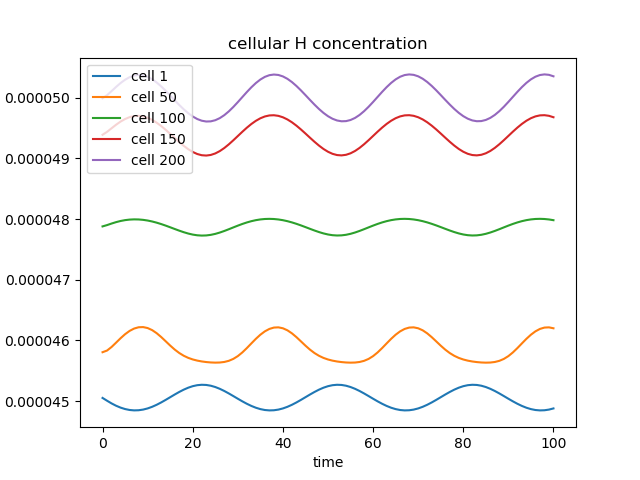 cellular H concentration
cell 1
cell 50
cell 100
cell 150
cell 200
0.000050
0.000049
0.000048
0.000047
0.000046
0.000045
0 20 40 60 80 100
time